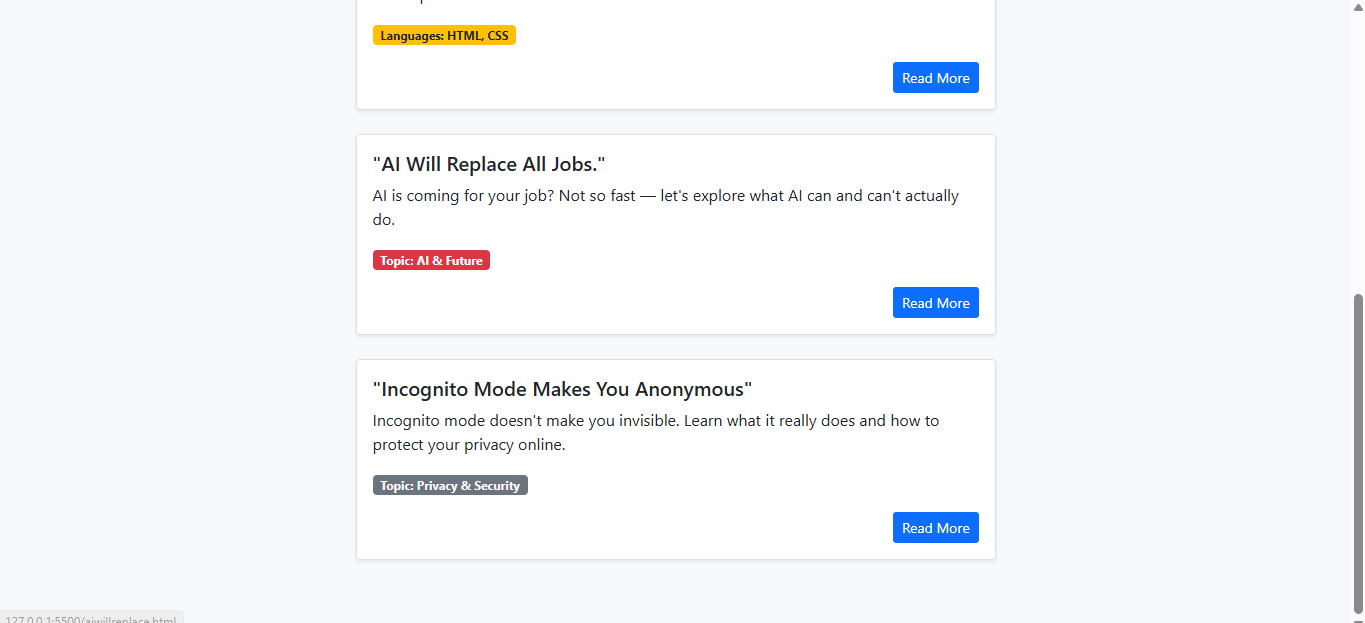 Languages: HTML, CSS
Read More
"AI Will Replace All Jobs."
AI is coming for your job? Not so fast — let's explore what AI can and can't actually
do.
Topic: AI & Future
Read More
"Incognito Mode Makes You Anonymous"
Incognito mode doesn't make you invisible. Learn what it really does and how to
protect your privacy online.
Topic: Privacy & Security
Read More
127.0.0.1:5500/aiwillreplace.html